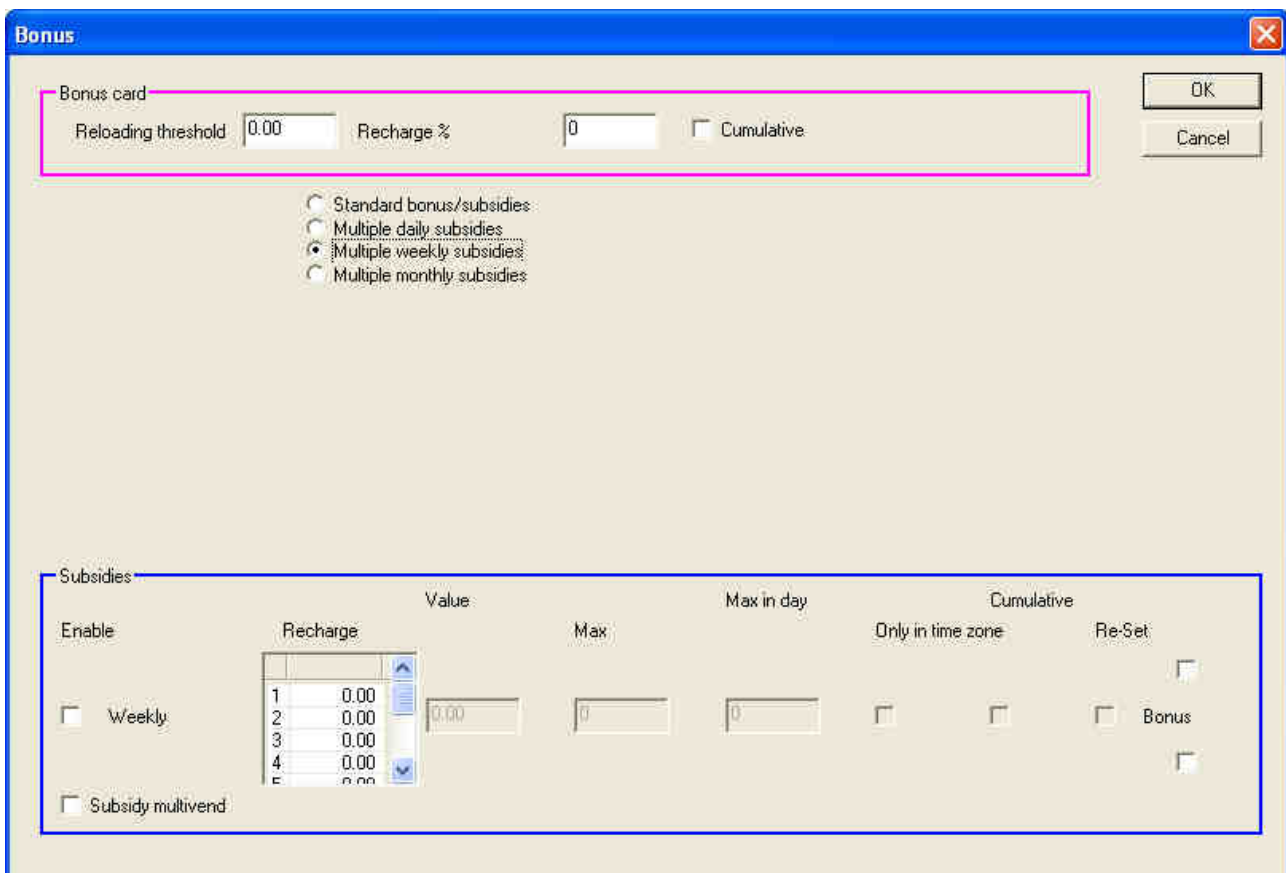 Bonus
Bonus card
OK
Reloading threshold 0.00 Recharge % 0 Cumulative
Cancel
Standard bonus/subsidies
Multiple daily subsidies
Multiple weekly subsidies
Multiple monthly subsidies
Subsidies
Value Max in day Cumulative
Enable Recharge Max Only in time zone Re-Set
1 0.00
Weekly 2 0.00 0.00 0 0 Bonus
3 0.00
4 0.00
5 0.00
Subsidy multivend